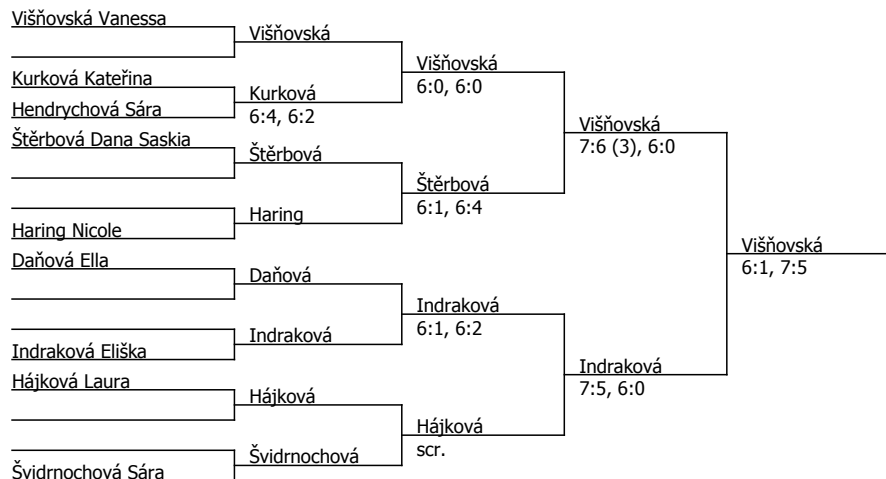 Višňovská Vanessa
Kurková Kateřina
Hendrychová Sára
Štěrbová Dana Saskia
Haring Nicole
Daňová Ella
Indraková Eliška
Hájková Laura
Švidrnochová Sára
Višňovská
Kurková
6:4, 6:2
Štěrbová
Haring
Daňová
Indraková
Hájková
Švidrnochová
Višňovská
6:0, 6:0
Štěrbová
6:1, 6:4
Indraková
6:1, 6:2
Hájková
scr.
Višňovská
7:6 (3), 6:0
Indraková
7:5, 6:0
Višňovská
6:1, 7:5